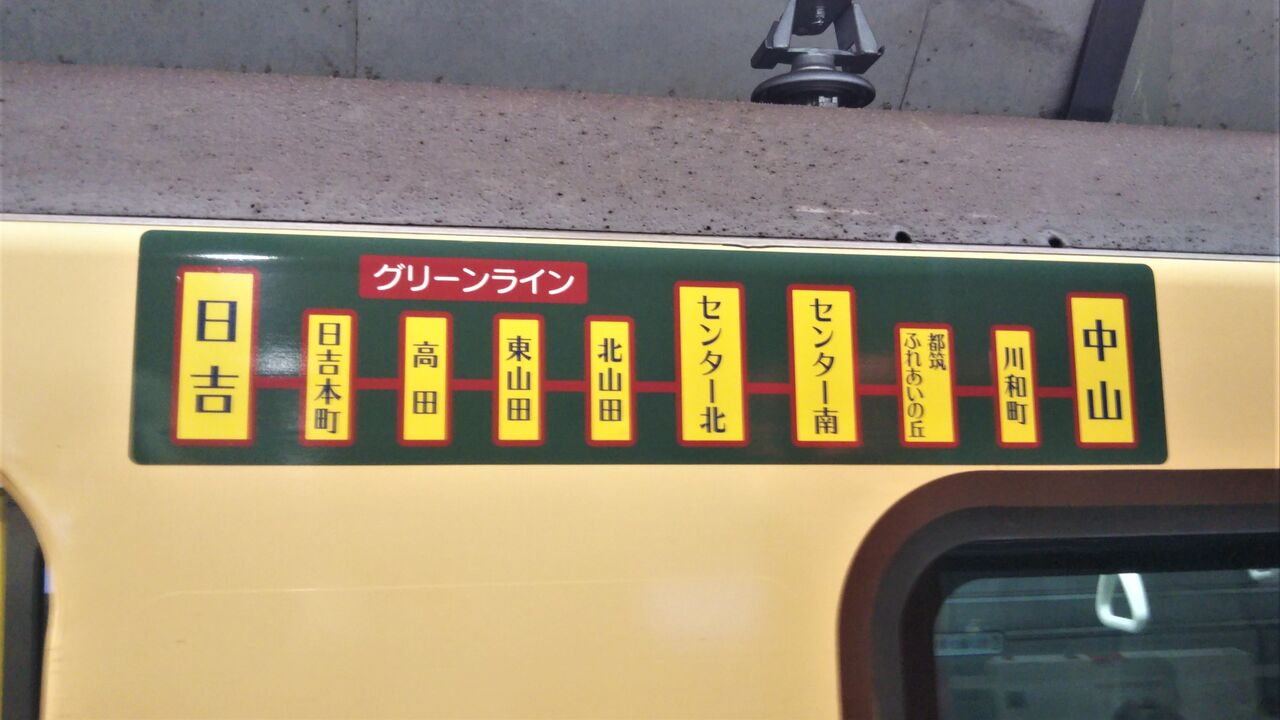 グリーンライン
日吉
日吉本町
高田
東山田
北山田
センター北
センター南
都筑
ふれあいの丘
川和町
中山